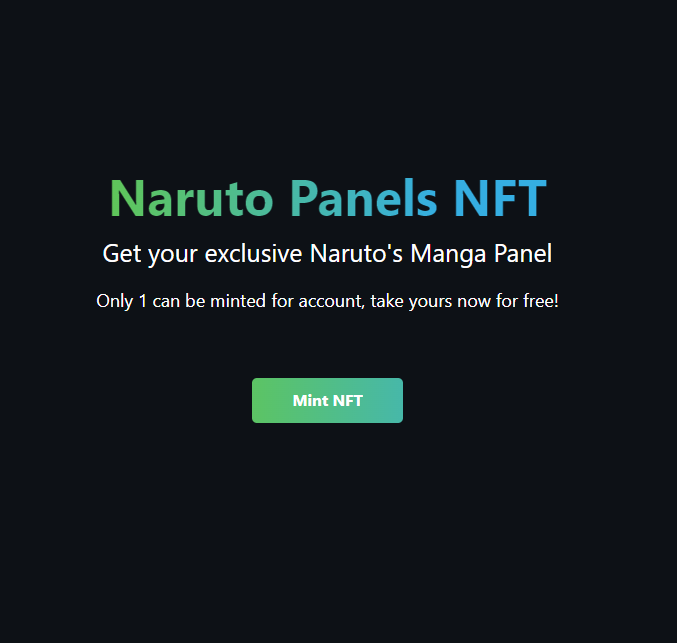 Naruto Panels NFT
Get your exclusive Naruto's Manga Panel
Only 1 can be minted for account, take yours now for free!
Mint NFT